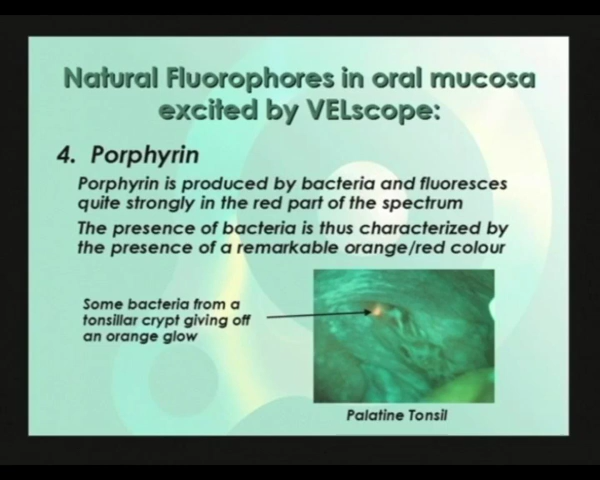 Natural Fluorophores in oral mucosa
excited by VELscope:
4. Porphyrin
Porphyrin is produced by bacteria and fluoresces
quite strongly in the red part of the spectrum
The presence of bacteria is thus characterized by
the presence of a remarkable orange/red colour
Some bacteria from a
tonsillar crypt giving off
an orange glow
Palatine Tonsil